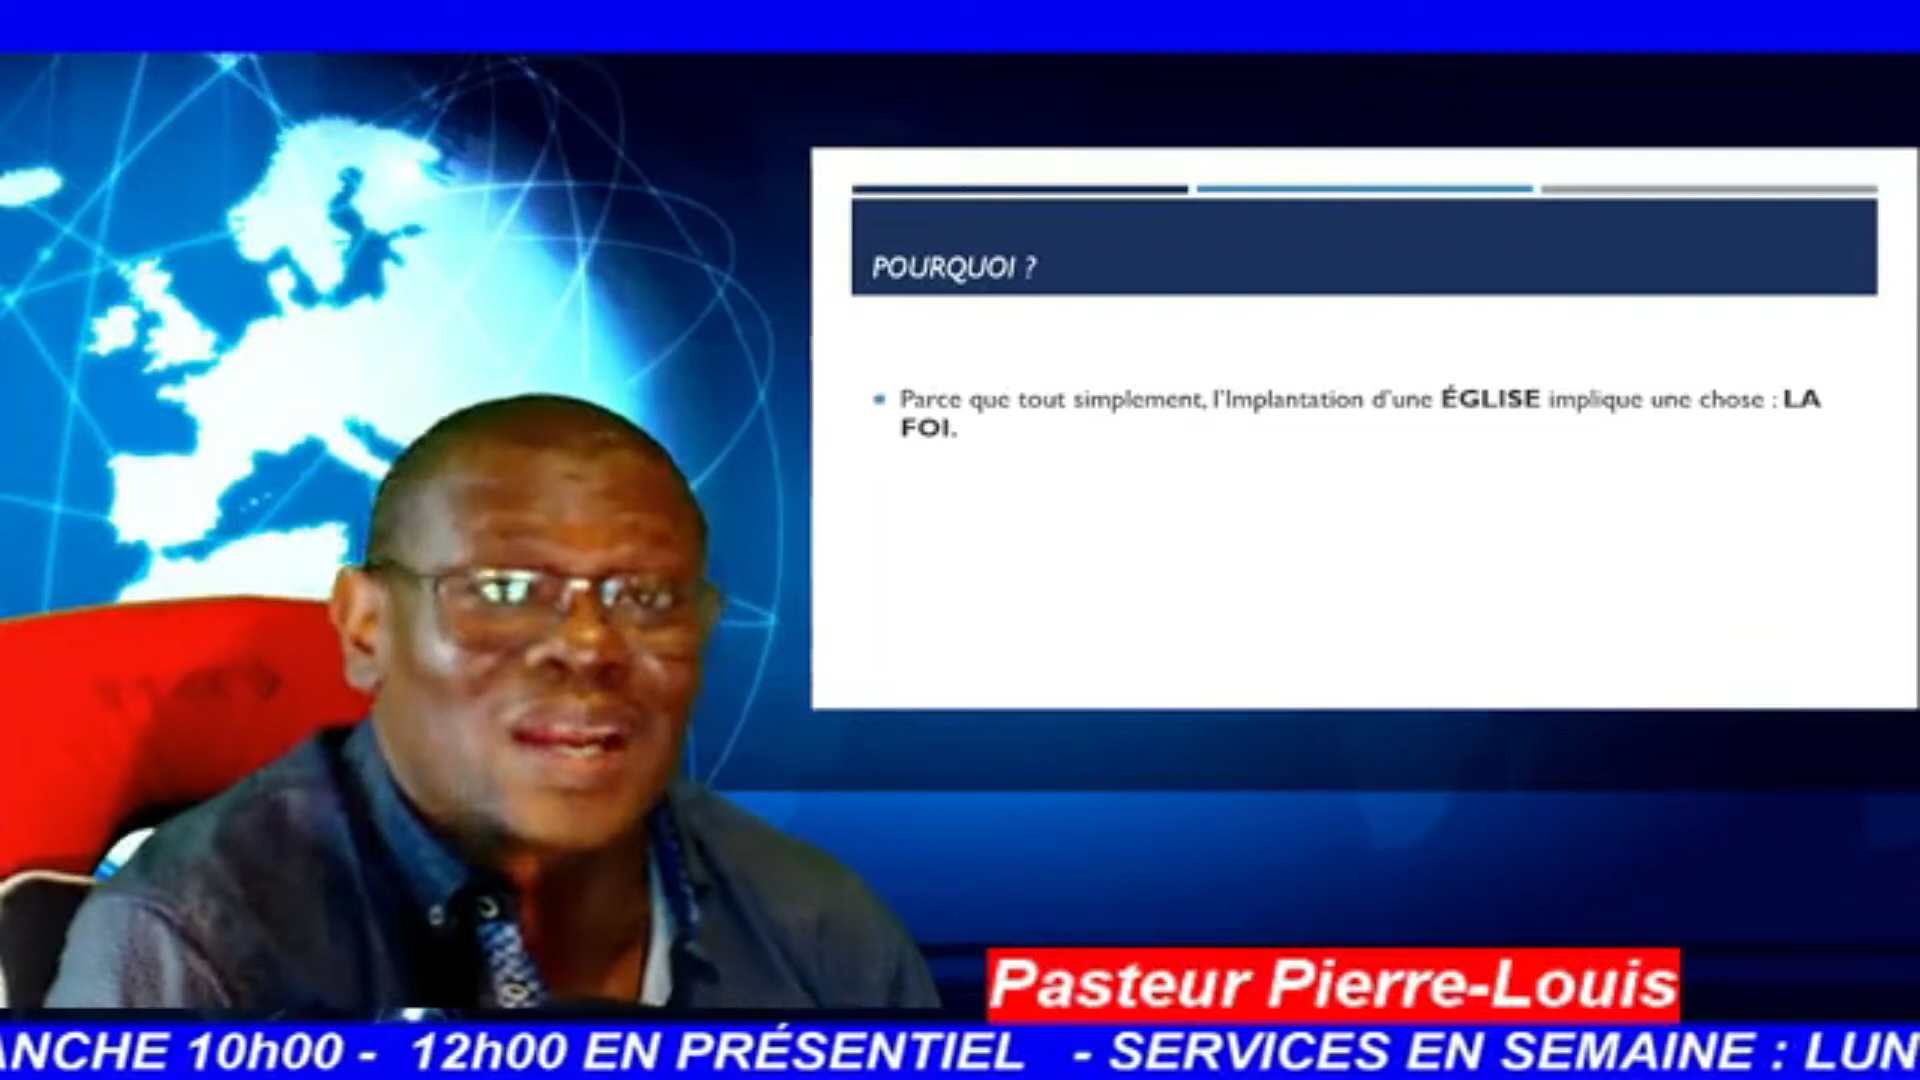 POURQUOI ?
Parce que tout simplement, l'Implantation d'une ÉGLISE implique une chose : LA
FOI.
Pasteur Pierre-Louis
ANCHE 10h00 - 12h00 EN PRÉSENTIEL - SERVICES EN SEMAINE : LUN